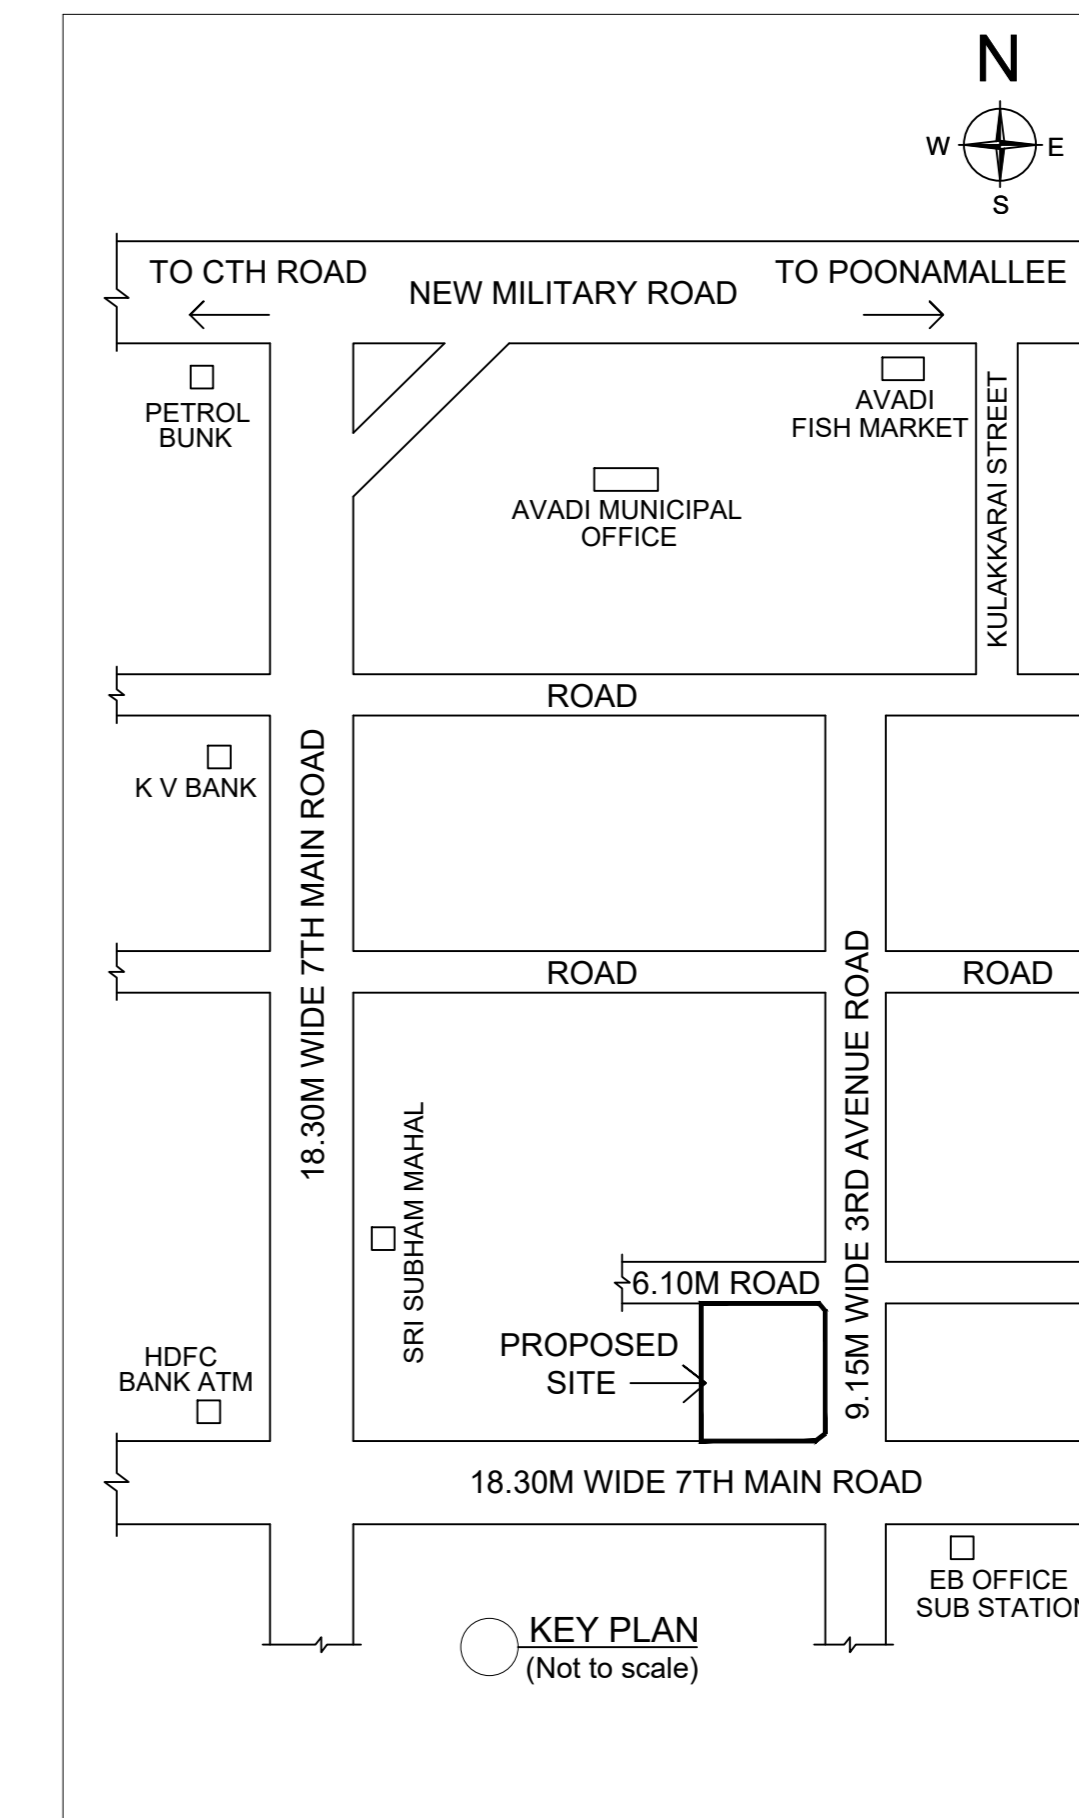 N
W
E
S
TO CTH ROAD
NEW MILITARY ROAD
TO POONAMALLEE
PETROL
BUNK
AVADI
FISH MARKET
KULAKKARAI STREET
AVADI MUNICIPAL
OFFICE
ROAD
K V BANK
18.30M WIDE 7TH MAIN ROAD
ROAD
ROAD
9.15M WIDE 3RD AVENUE ROAD
SRI SUBHAM MAHAL
6.10M ROAD
PROPOSED
SITE
HDFC
BANK ATM
18.30M WIDE 7TH MAIN ROAD
EB OFFICE
SUB STATION
KEY PLAN
(Not to scale)